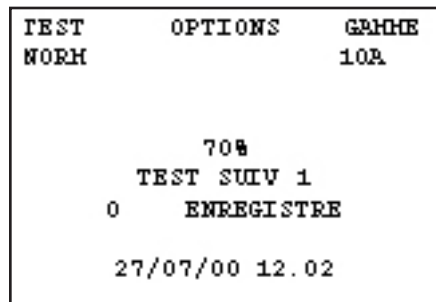 TEST OPTIONS GAMME
NORM 10A
70%
TEST SUIV 1
0 ENREGISTRE
27/07/00 12.02